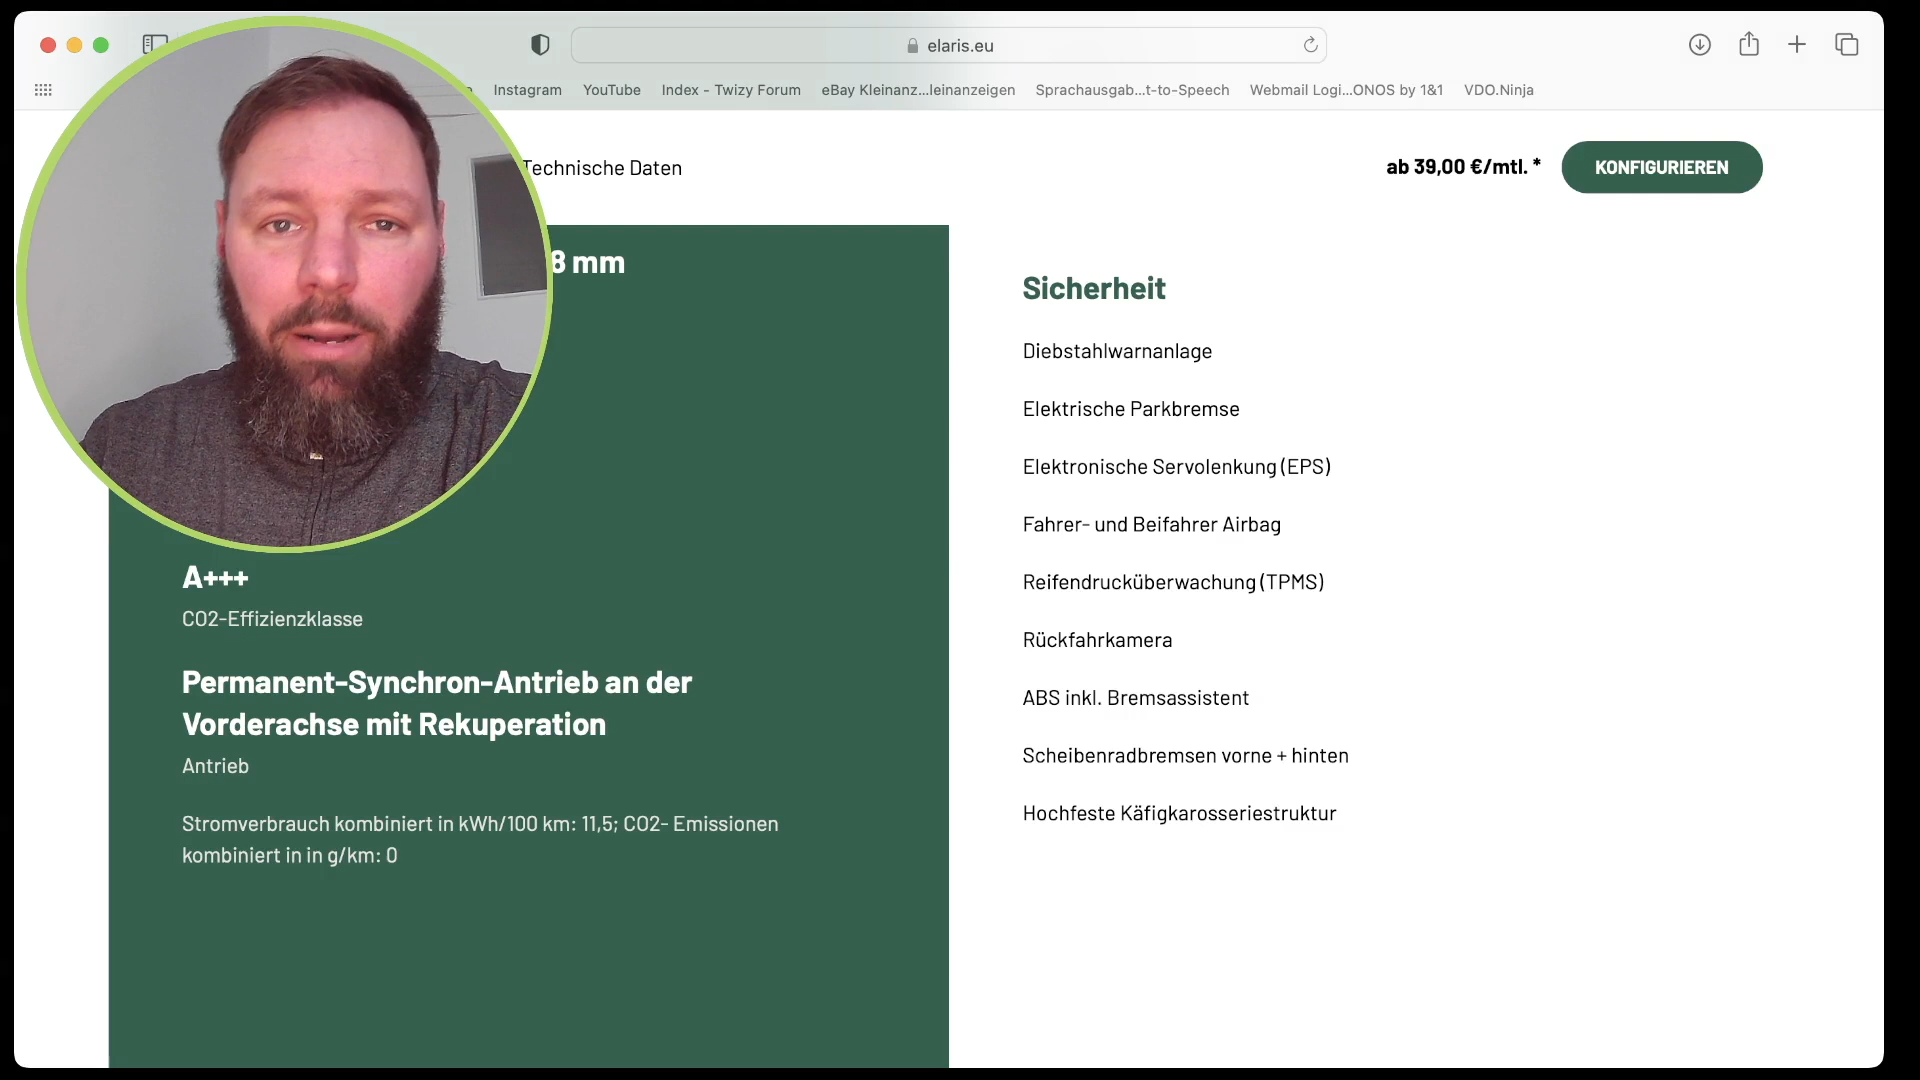 elaris.eu
Instagram
YouTube
Index - Twizy Forum
eBay Kleinanz...leinanzeigen
Sprachausgab...t-to-Speech
Webmail Logi...ONOS by 1&1
VDO.Ninja
Technische Daten
ab 39,00 €/mtl. *
KONFIGURIEREN
8 mm
A+++
CO2-Effizienzklasse
Permanent-Synchron-Antrieb an der
Vorderachse mit Rekuperation
Antrieb
Stromverbrauch kombiniert in kWh/100 km: 11,5; CO2- Emissionen
kombiniert in in g/km: 0
Sicherheit
Diebstahlwarnanlage
Elektrische Parkbremse
Elektronische Servolenkung (EPS)
Fahrer- und Beifahrer Airbag
Reifendrucküberwachung (TPMS)
Rückfahrkamera
ABS inkl. Bremsassistent
Scheibenradbremsen vorne + hinten
Hochfeste Käfigkarosseriestruktur